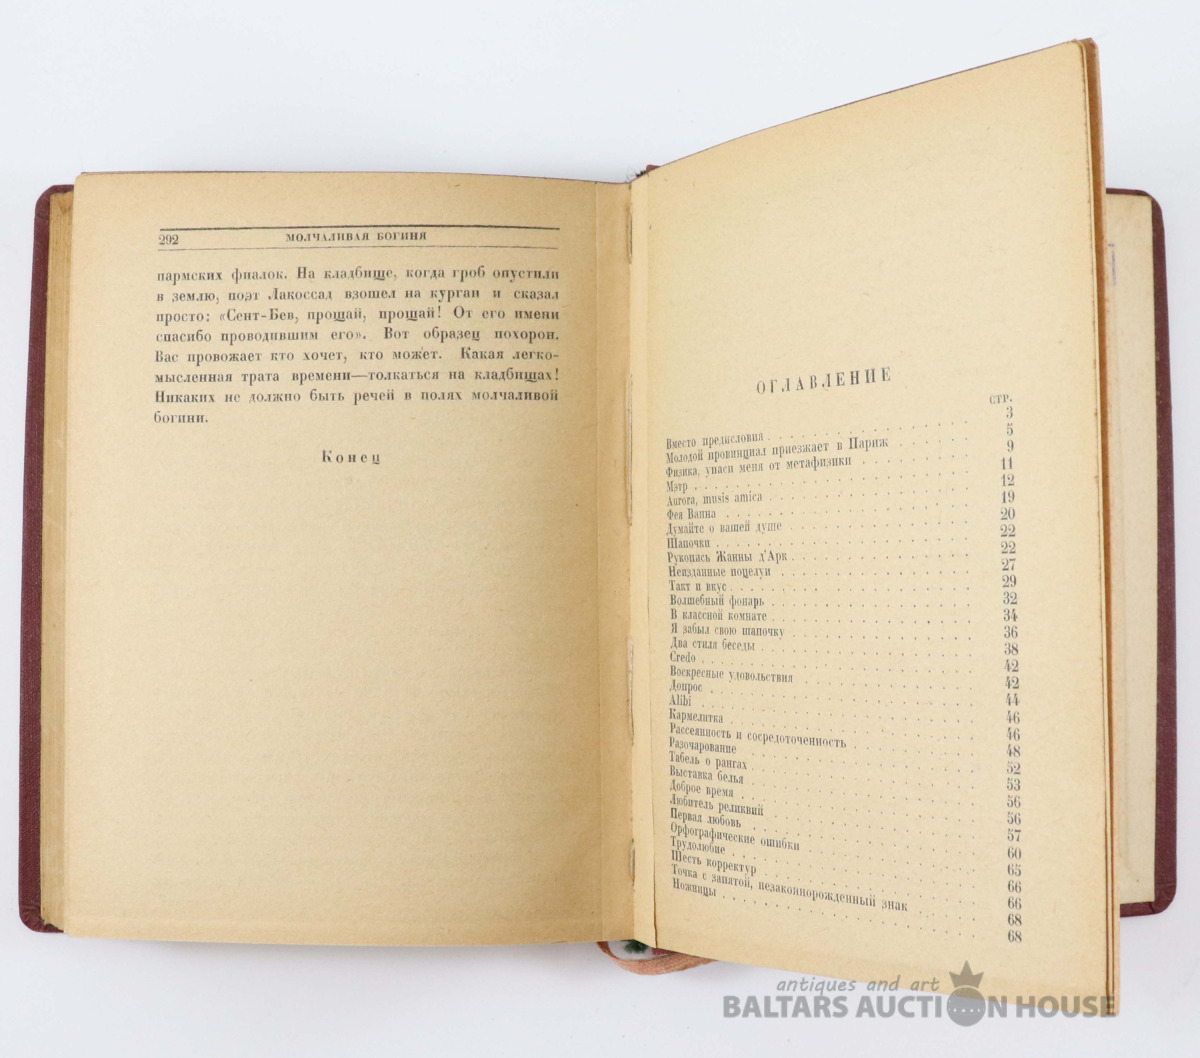 292 МОЛЧАЛИВАЯ БОГИНЯ
пармских фиалок. На кладбище, когда гроб опустили
в землю, поэт Лакоссад взошел на курган и сказал
просто: «Сент-Бев, прощай, прощай! От его имени
спасибо проводившим его». Вот образец похорон.
Вас провожает кто хочет, кто может. Какая легко-
мысленная трата времени—толкаться на кладбищах!
Никаких не должно быть речей в полях молчаливой
богини.
Конец
ОГЛАВЛЕНИЕ
СТР.
Вместо предисловия 3
Молодой провинциал приезжает в Париж 5
Физика, упаси меня от метафизики 9
Мэтр 11
Aurora, musis amica 12
Фея Ванна 19
Думайте о вашей душе 20
Шапочки 22
Рукопись Жанны д'Арк 22
Неизданные поцелуи 27
Такт и вкус 29
Волшебный фонарь 32
В классной комнате 34
Я забыл свою шапочку 36
Два стиля беседы 38
Credo 42
Воскресные удовольствия 42
Допрос 44
Alibi 46
Кармелитка 46
Рассеянность и сосредоточенность 48
Разочарование 52
Табель о рангах 53
Выставка белья 56
Доброе время 56
Любитель реликвий 57
Первая любовь 60
Орфографические ошибки 65
Трудолюбие 66
Шесть корректур 66
Точка с запятой, незаконнорожденный знак 68
Ножницы 68
antiques and art
BALTARS AUCTION HOUSE